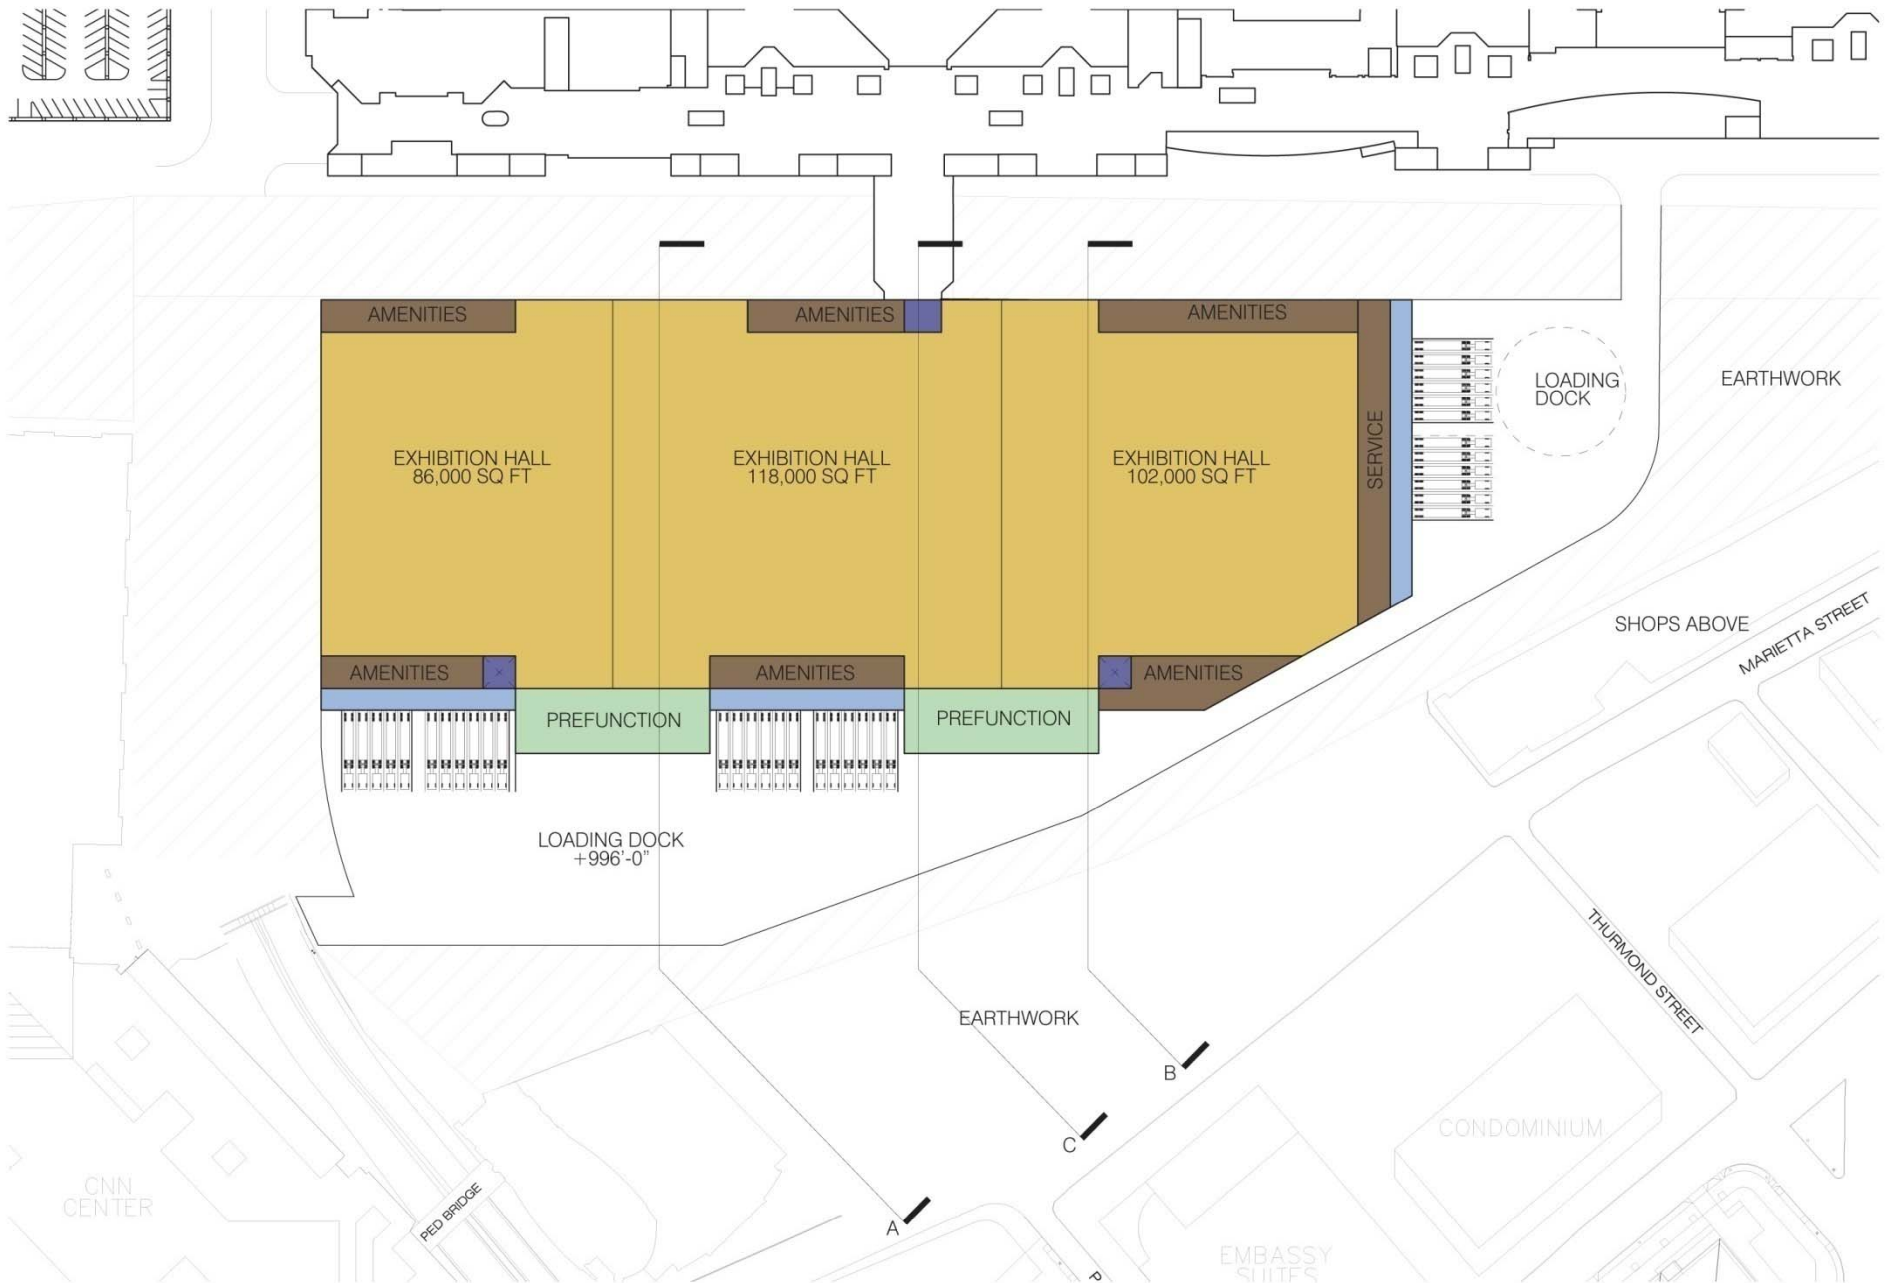 AMENITIES
AMENITIES
AMENITIES
EXHIBITION HALL
86,000 SQ FT
EXHIBITION HALL
118,000 SQ FT
EXHIBITION HALL
102,000 SQ FT
SERVICE
LOADING
DOCK
EARTHWORK
AMENITIES
AMENITIES
AMENITIES
PREFUNCTION
PREFUNCTION
SHOPS ABOVE
MARIETTA STREET
LOADING DOCK
+996'-0"
THURMOND STREET
EARTHWORK
B
C
A
CONDOMINIUM
CNN
CENTER
PED BRIDGE
EMBASSY
SUITES
P